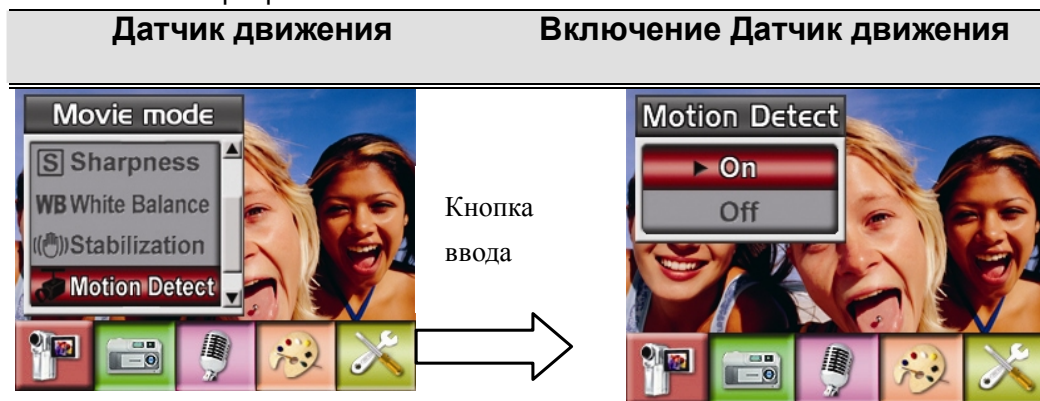 Датчик движения
Включение Датчик движения
Movie mode
S Sharpness
WB White Balance
Stabilization
Motion Detect
Кнопка
ввода
Motion Detect
On
Off